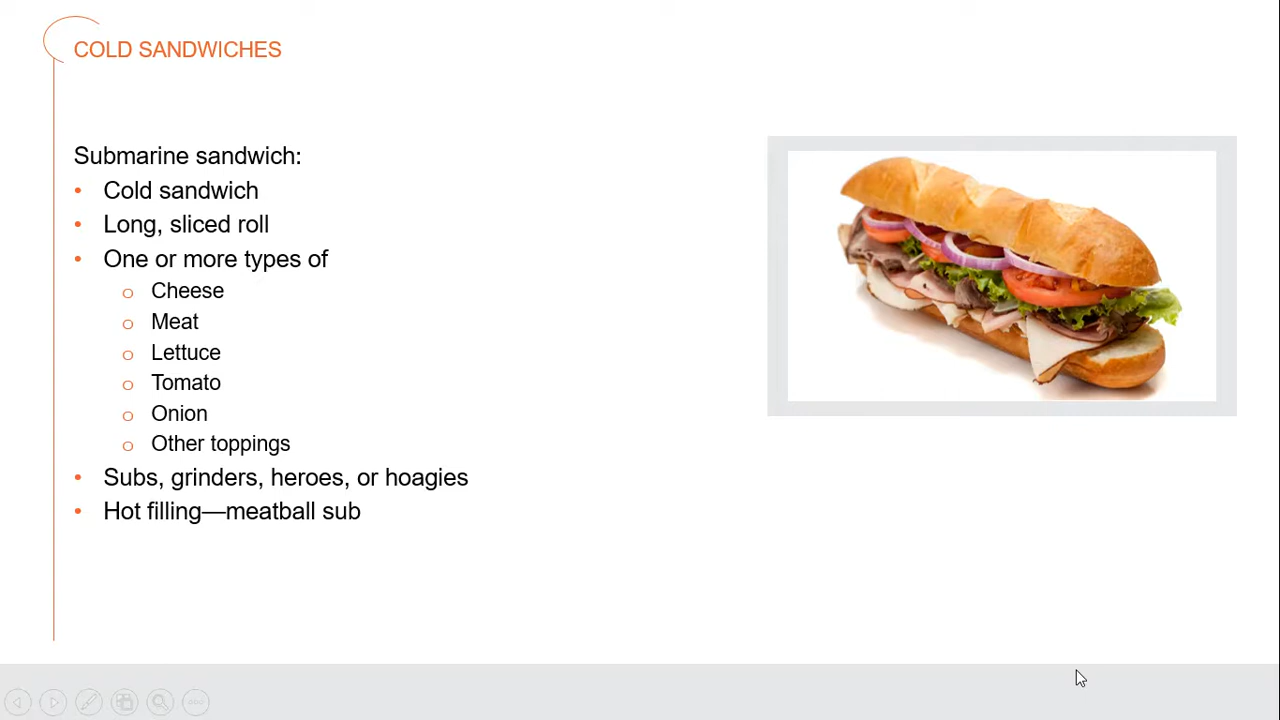 COLD SANDWICHES
Submarine sandwich:
• Cold sandwich
• Long, sliced roll
• One or more types of
o Cheese
o Meat
o Lettuce
o Tomato
o Onion
o Other toppings
• Subs, grinders, heroes, or hoagies
• Hot filling—meatball sub